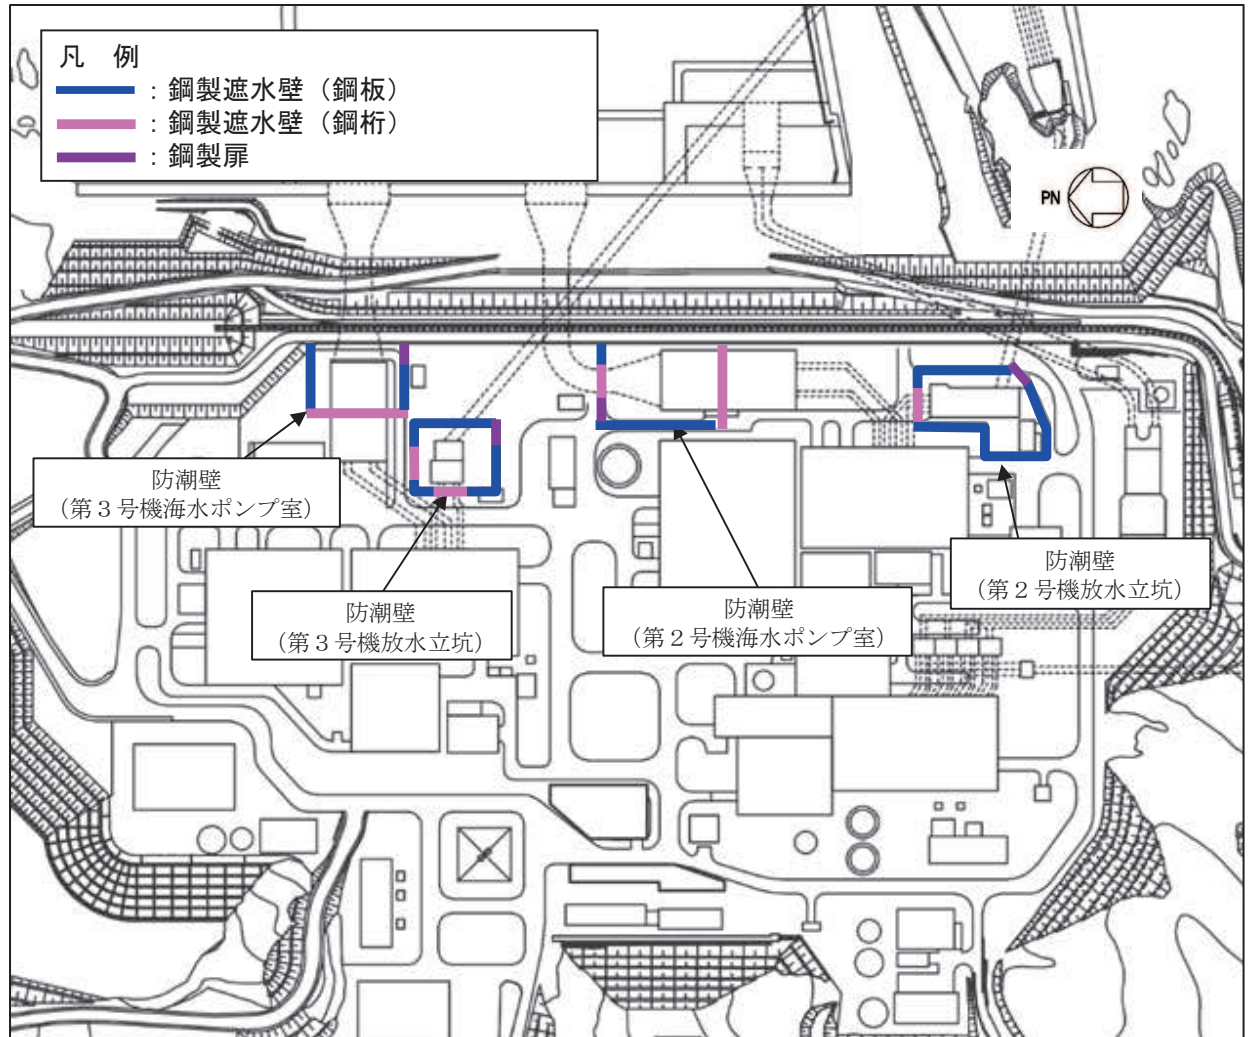 凡　例
：鋼製遮水壁（鋼板）
：鋼製遮水壁（鋼桁）
：鋼製扉
PN
防潮壁
（第３号機海水ポンプ室）
防潮壁
（第３号機放水立坑）
防潮壁
（第２号機海水ポンプ室）
防潮壁
（第２号機放水立坑）